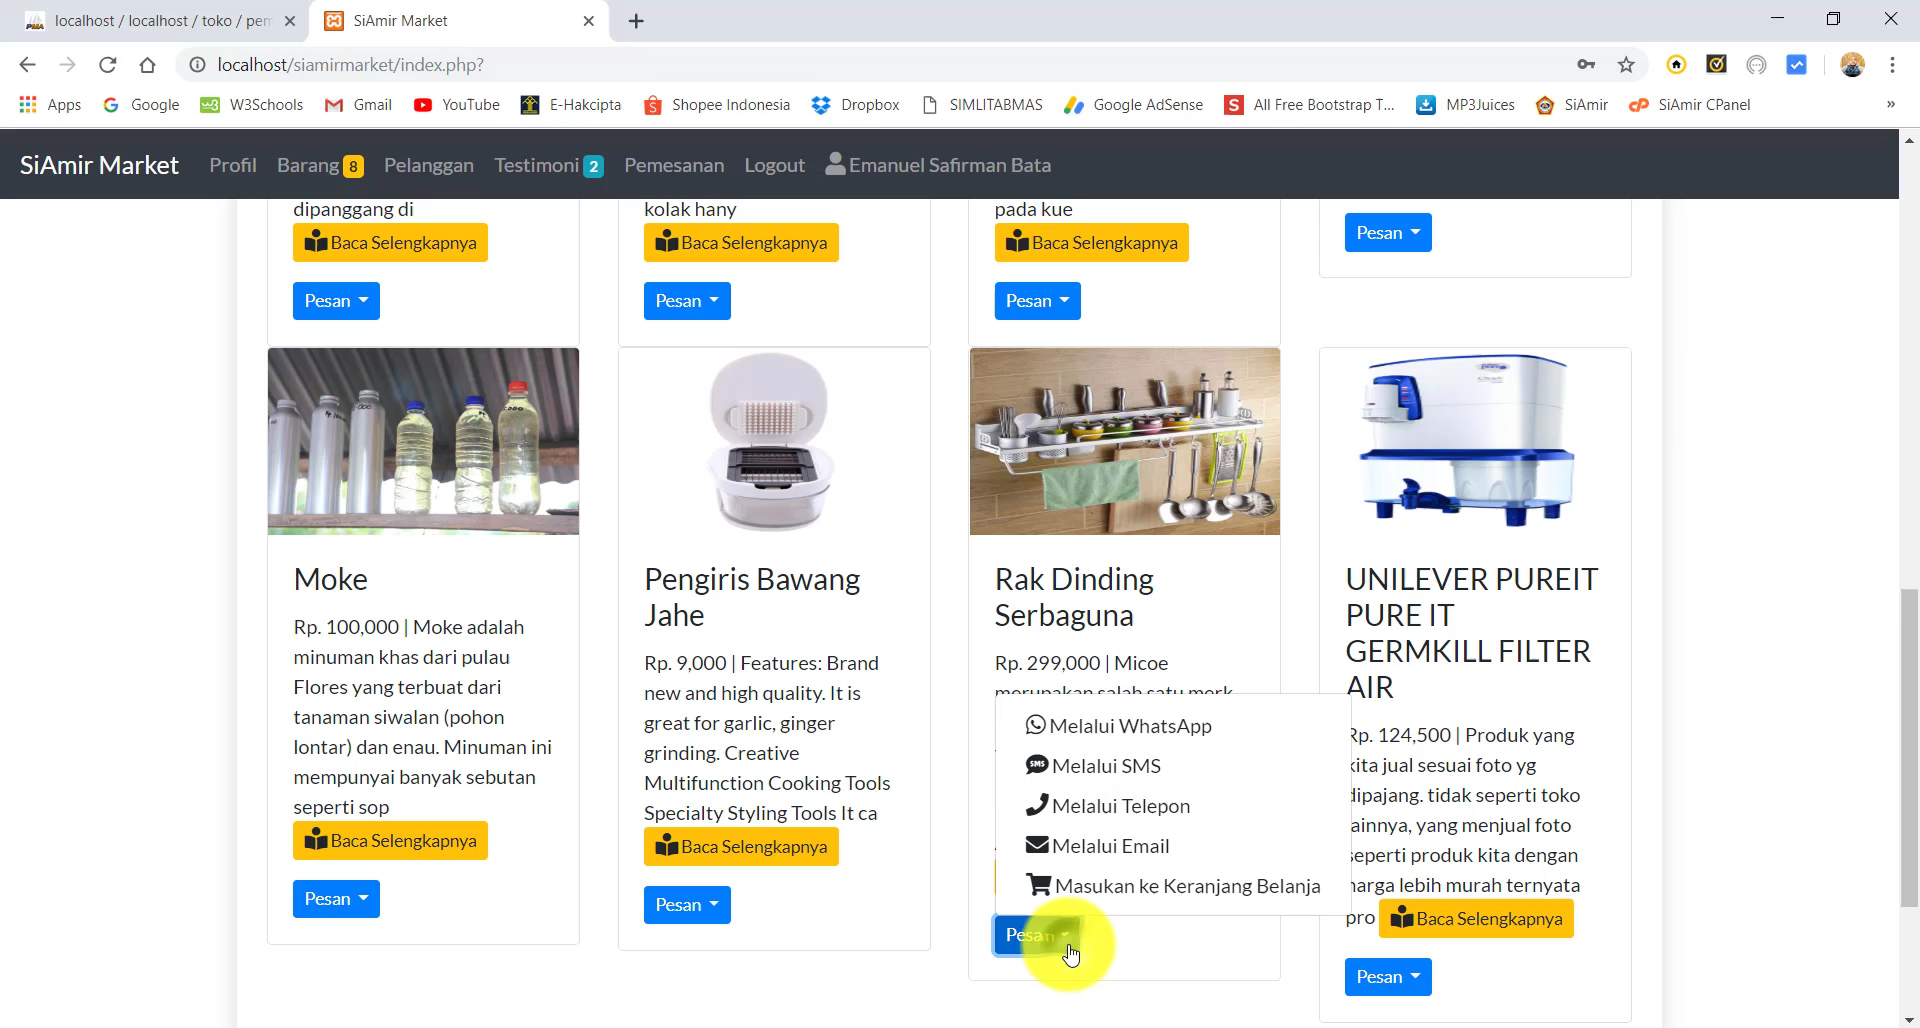 localhost / localhost / toko / pem
SiAmir Market
localhost/siamirmarket/index.php?
Apps
Google
W3Schools
Gmail
YouTube
E-Hakcipta
Shopee Indonesia
Dropbox
SIMLITABMAS
Google AdSense
All Free Bootstrap T...
MP3Juices
SiAmir
SiAmir CPanel
»
SiAmir Market
Profil
Barang 8
Pelanggan
Testimoni 2
Pemesanan
Logout
Emanuel Safirman Bata
dipanggang di
Baca Selengkapnya
Pesan
kolak hany
Baca Selengkapnya
Pesan
pada kue
Baca Selengkapnya
Pesan
Pesan
Moke
Rp. 100,000 | Moke adalah
minuman khas dari pulau
Flores yang terbuat dari
tanaman siwalan (pohon
lontar) dan enau. Minuman ini
mempunyai banyak sebutan
seperti sop
Baca Selengkapnya
Pesan
Pengiris Bawang
Jahe
Rp. 9,000 | Features: Brand
new and high quality. It is
great for garlic, ginger
grinding. Creative
Multifunction Cooking Tools
Specialty Styling Tools It ca
Baca Selengkapnya
Pesan
Rak Dinding
Serbaguna
Rp. 299,000 | Micoe
merupakan salah satu merk
Melalui WhatsApp
Melalui SMS
Melalui Telepon
Melalui Email
Masukan ke Keranjang Belanja
Pesan
UNILEVER PUREIT
PURE IT
GERMKILL FILTER
AIR
Rp. 124,500 | Produk yang
kita jual sesuai foto yg
dipajang. tidak seperti toko
lainnya, yang menjual foto
seperti produk kita dengan
harga lebih murah ternyata
pro Baca Selengkapnya
Pesan